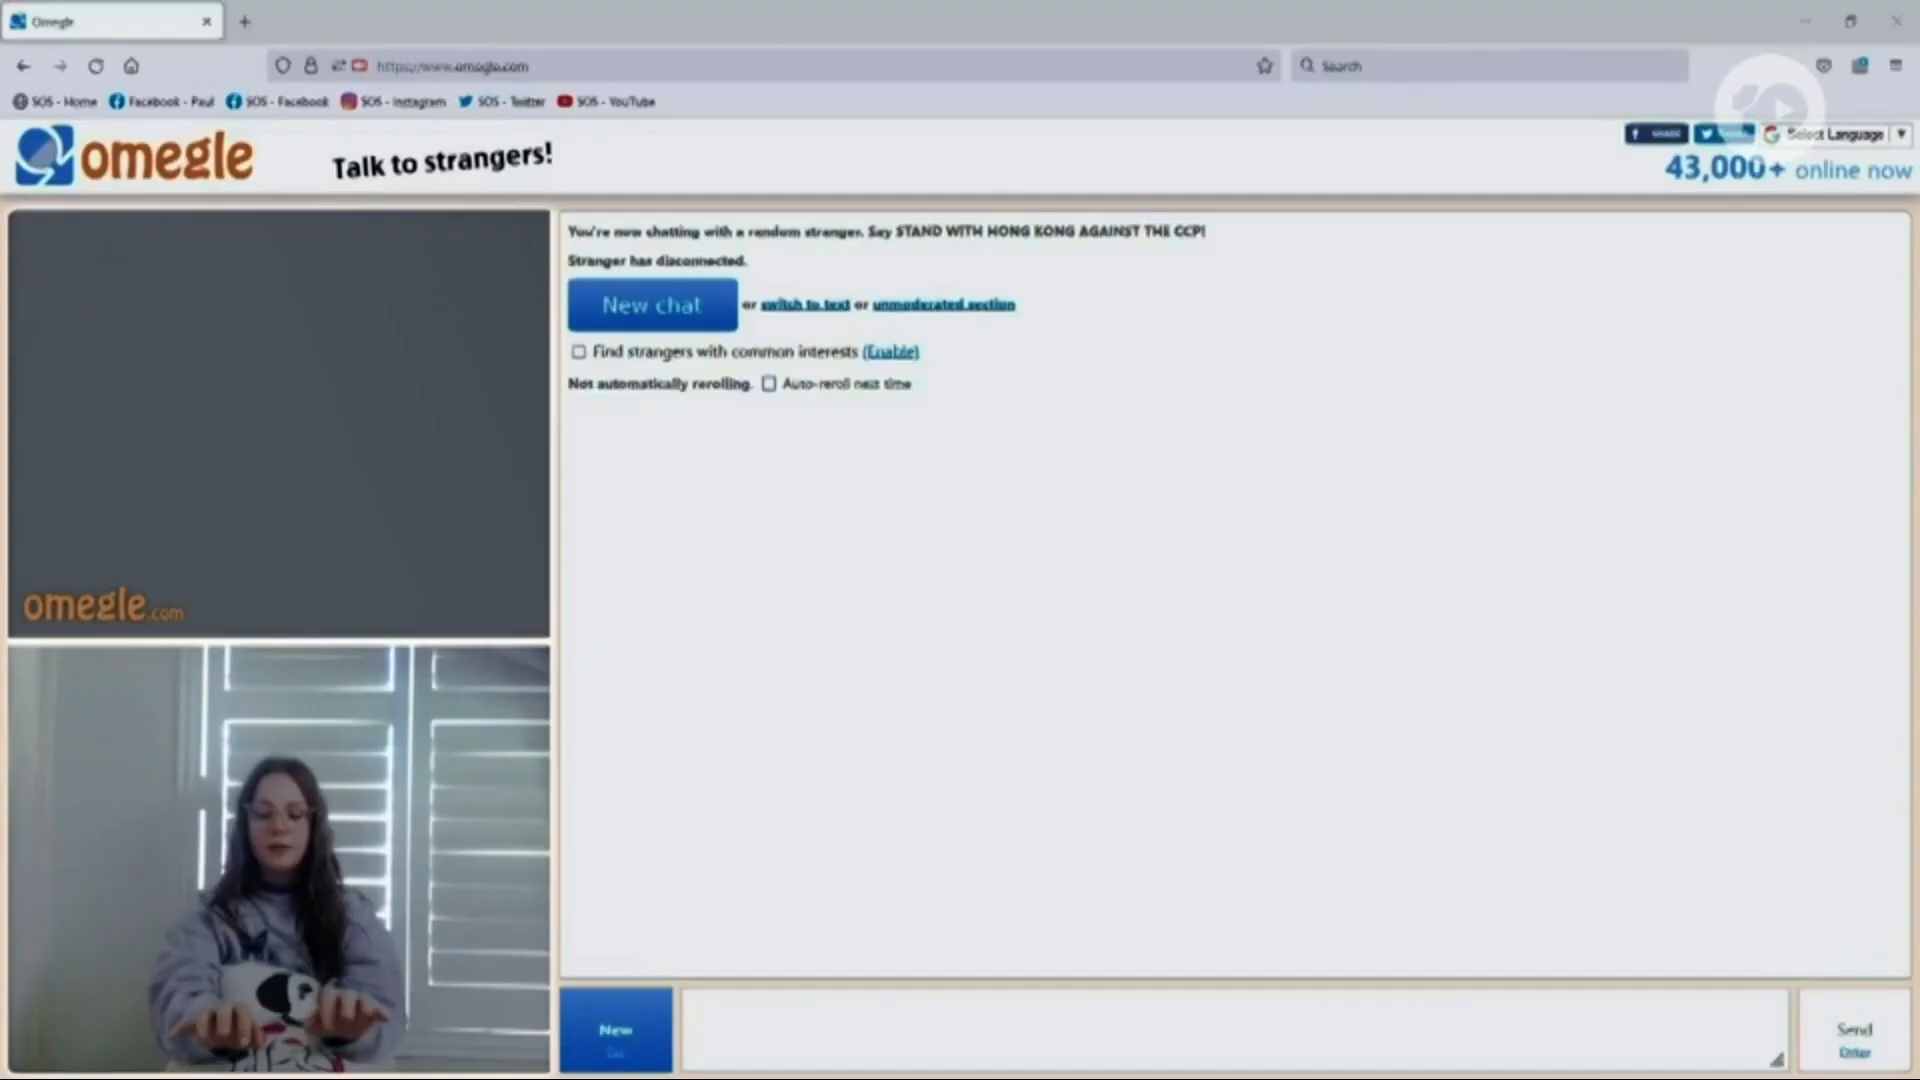 Omegle
https://www.omegle.com
Search
SOS - Home
Facebook - Paul
SOS - Facebook
SOS - Instagram
SOS - Twitter
SOS - YouTube
omegle
Talk to strangers!
Select Language
43,000+ online now
You're now chatting with a random stranger. Say STAND WITH HONG KONG AGAINST THE CCP!
Stranger has disconnected.
New chat or switch to text or unmoderated section
Find strangers with common interests (Enable)
Not automatically rerolling. Auto-reroll next time
omegle.com
New
Esc
Send
Enter